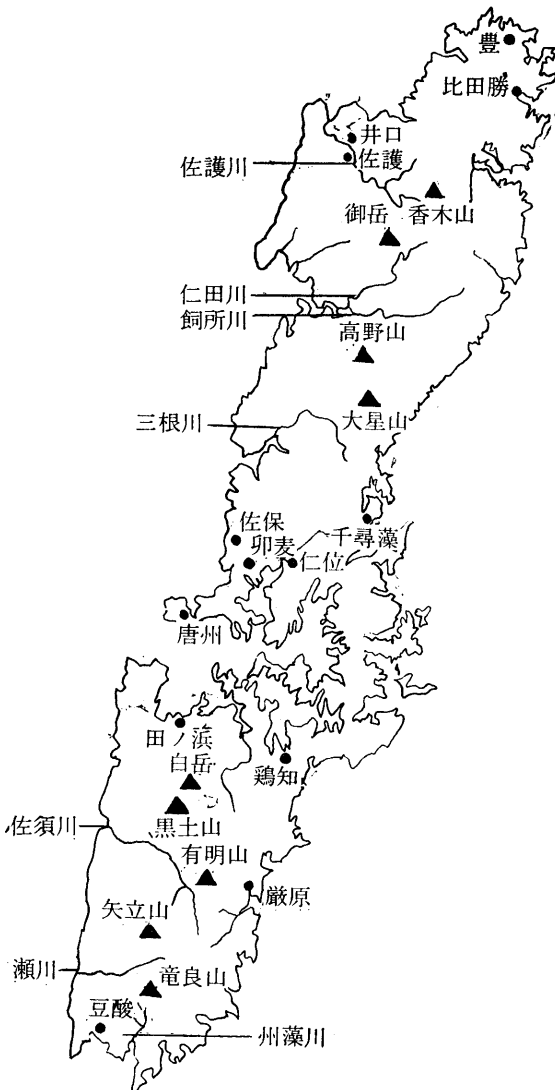 豊
比田勝
井口
佐護
佐護川
御岳
香木山
仁田川
飼所川
高野山
大星山
三根川
佐保
卯麦
千尋藻
仁位
唐州
田ノ浜
白岳
鶏知
黒土山
佐須川
有明山
厳原
矢立山
瀬川
竜良山
豆酸
州藻川